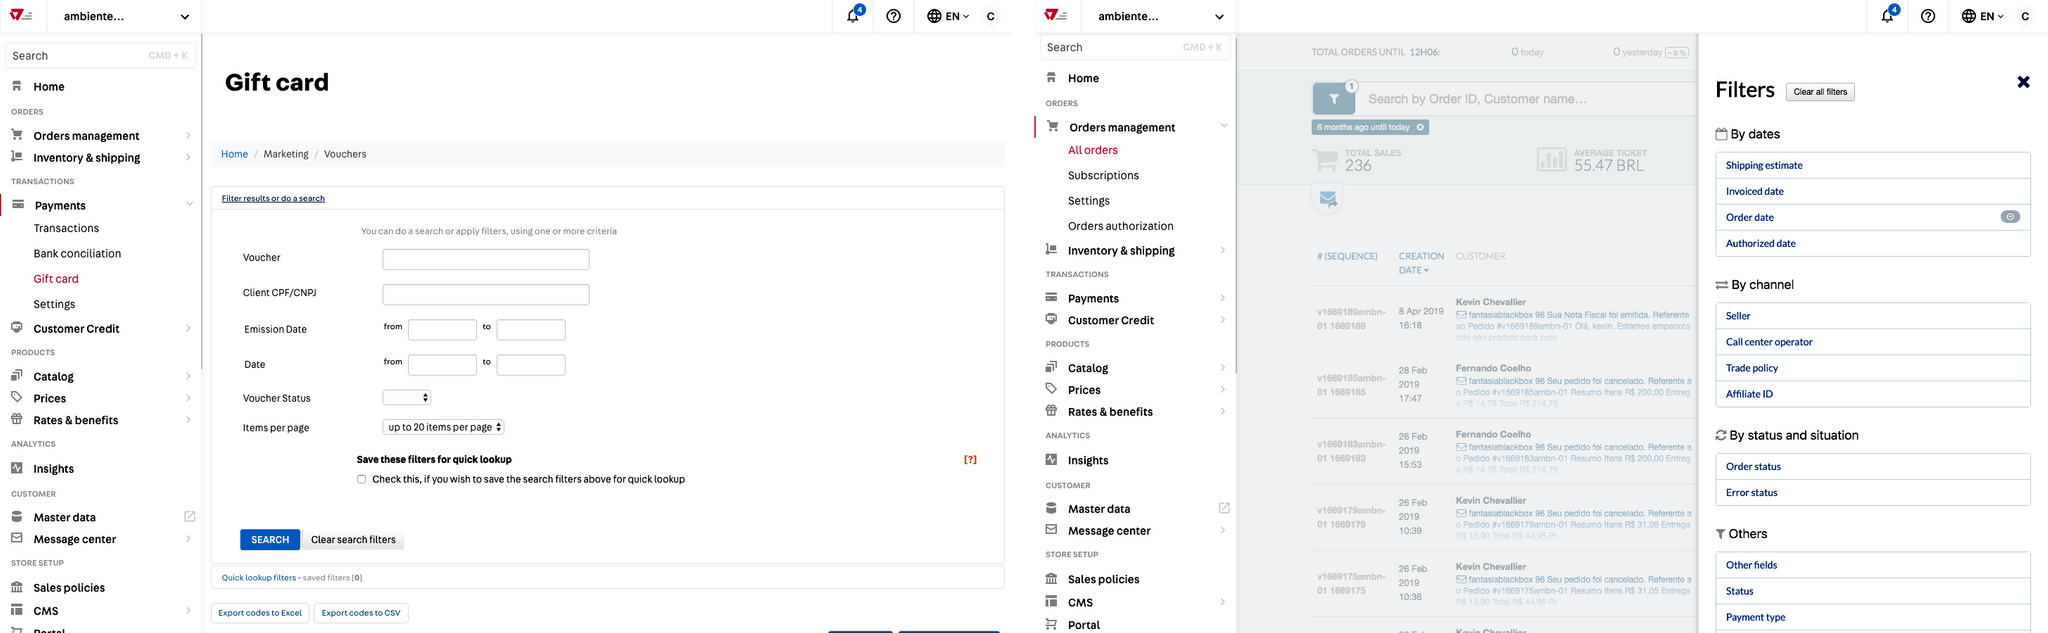 ambiente...
4
EN
C
Search
CMD + K
Home
ORDERS
Orders management
Inventory & shipping
TRANSACTIONS
Payments
Transactions
Bank conciliation
Gift card
Settings
Customer Credit
PRODUCTS
Catalog
Prices
Rates & benefits
ANALYTICS
Insights
CUSTOMER
Master data
Message center
STORE SETUP
Sales policies
CMS
Portal
Gift card
Home / Marketing / Vouchers
Filter results or do a search
You can do a search or apply filters, using one or more criteria
Voucher
Client CPF/CNPJ
Emission Date
from
to
Date
from
to
Voucher Status
Items per page
up to 20 items per page
Save these filters for quick lookup
[?]
Check this, if you wish to save the search filters above for quick lookup
SEARCH
Clear search filters
Quick lookup filters - saved filters [0]
Export codes to Excel
Export codes to CSV
ambiente...
4
EN
C
Search
CMD + K
Home
ORDERS
Orders management
All orders
Subscriptions
Settings
Orders authorization
Inventory & shipping
TRANSACTIONS
Payments
Customer Credit
PRODUCTS
Catalog
Prices
Rates & benefits
ANALYTICS
Insights
CUSTOMER
Master data
Message center
STORE SETUP
Sales policies
CMS
Portal
TOTAL ORDERS UNTIL 12H06:
0 today
0 yesterday
- 0 %
1
Search by Order ID, Customer name...
6 months ago until today
TOTAL SALES
236
AVERAGE TICKET
55.47 BRL
# (SEQUENCE)
CREATION
DATE
CUSTOMER
v1669189ambn-
01 1669189
8 Apr 2019
16:18
Kevin Chevallier
fantasiablackbox 96 Sua Nota Fiscal foi emitida. Referente
ao Pedido #v1669189ambn-01 Olá, kevin. Estamos empacota
ndo seu produto para prov
v1669185ambn-
01 1669185
28 Feb
2019
17:47
Fernando Coelho
fantasiablackbox 96 Seu pedido foi cancelado. Referente a
o Pedido #v1669185ambn-01 Resumo Itens R$ 200,00 Entreg
a R$ 14,76 Total R$ 214,76
v1669183ambn-
01 1669183
26 Feb
2019
15:53
Fernando Coelho
fantasiablackbox 96 Seu pedido foi cancelado. Referente a
o Pedido #v1669183ambn-01 Resumo Itens R$ 200,00 Entreg
a R$ 14,76 Total R$ 214,76
v1669179ambn-
01 1669179
26 Feb
2019
10:39
Kevin Chevallier
fantasiablackbox 96 Seu pedido foi cancelado. Referente a
o Pedido #v1669179ambn-01 Resumo Itens R$ 31,05 Entrega
R$ 13,90 Total R$ 44,95 Pr
v1669175ambn-
01 1669175
26 Feb
2019
10:36
Kevin Chevallier
fantasiablackbox 96 Seu pedido foi cancelado. Referente a
o Pedido #v1669175ambn-01 Resumo Itens R$ 31,05 Entrega
R$ 13,90 Total R$ 44,95 Pr
Kevin Chevallier
Filters
Clear all filters
By dates
Shipping estimate
Invoiced date
Order date
Authorized date
By channel
Seller
Call center operator
Trade policy
Affiliate ID
By status and situation
Order status
Error status
Others
Other fields
Status
Payment type